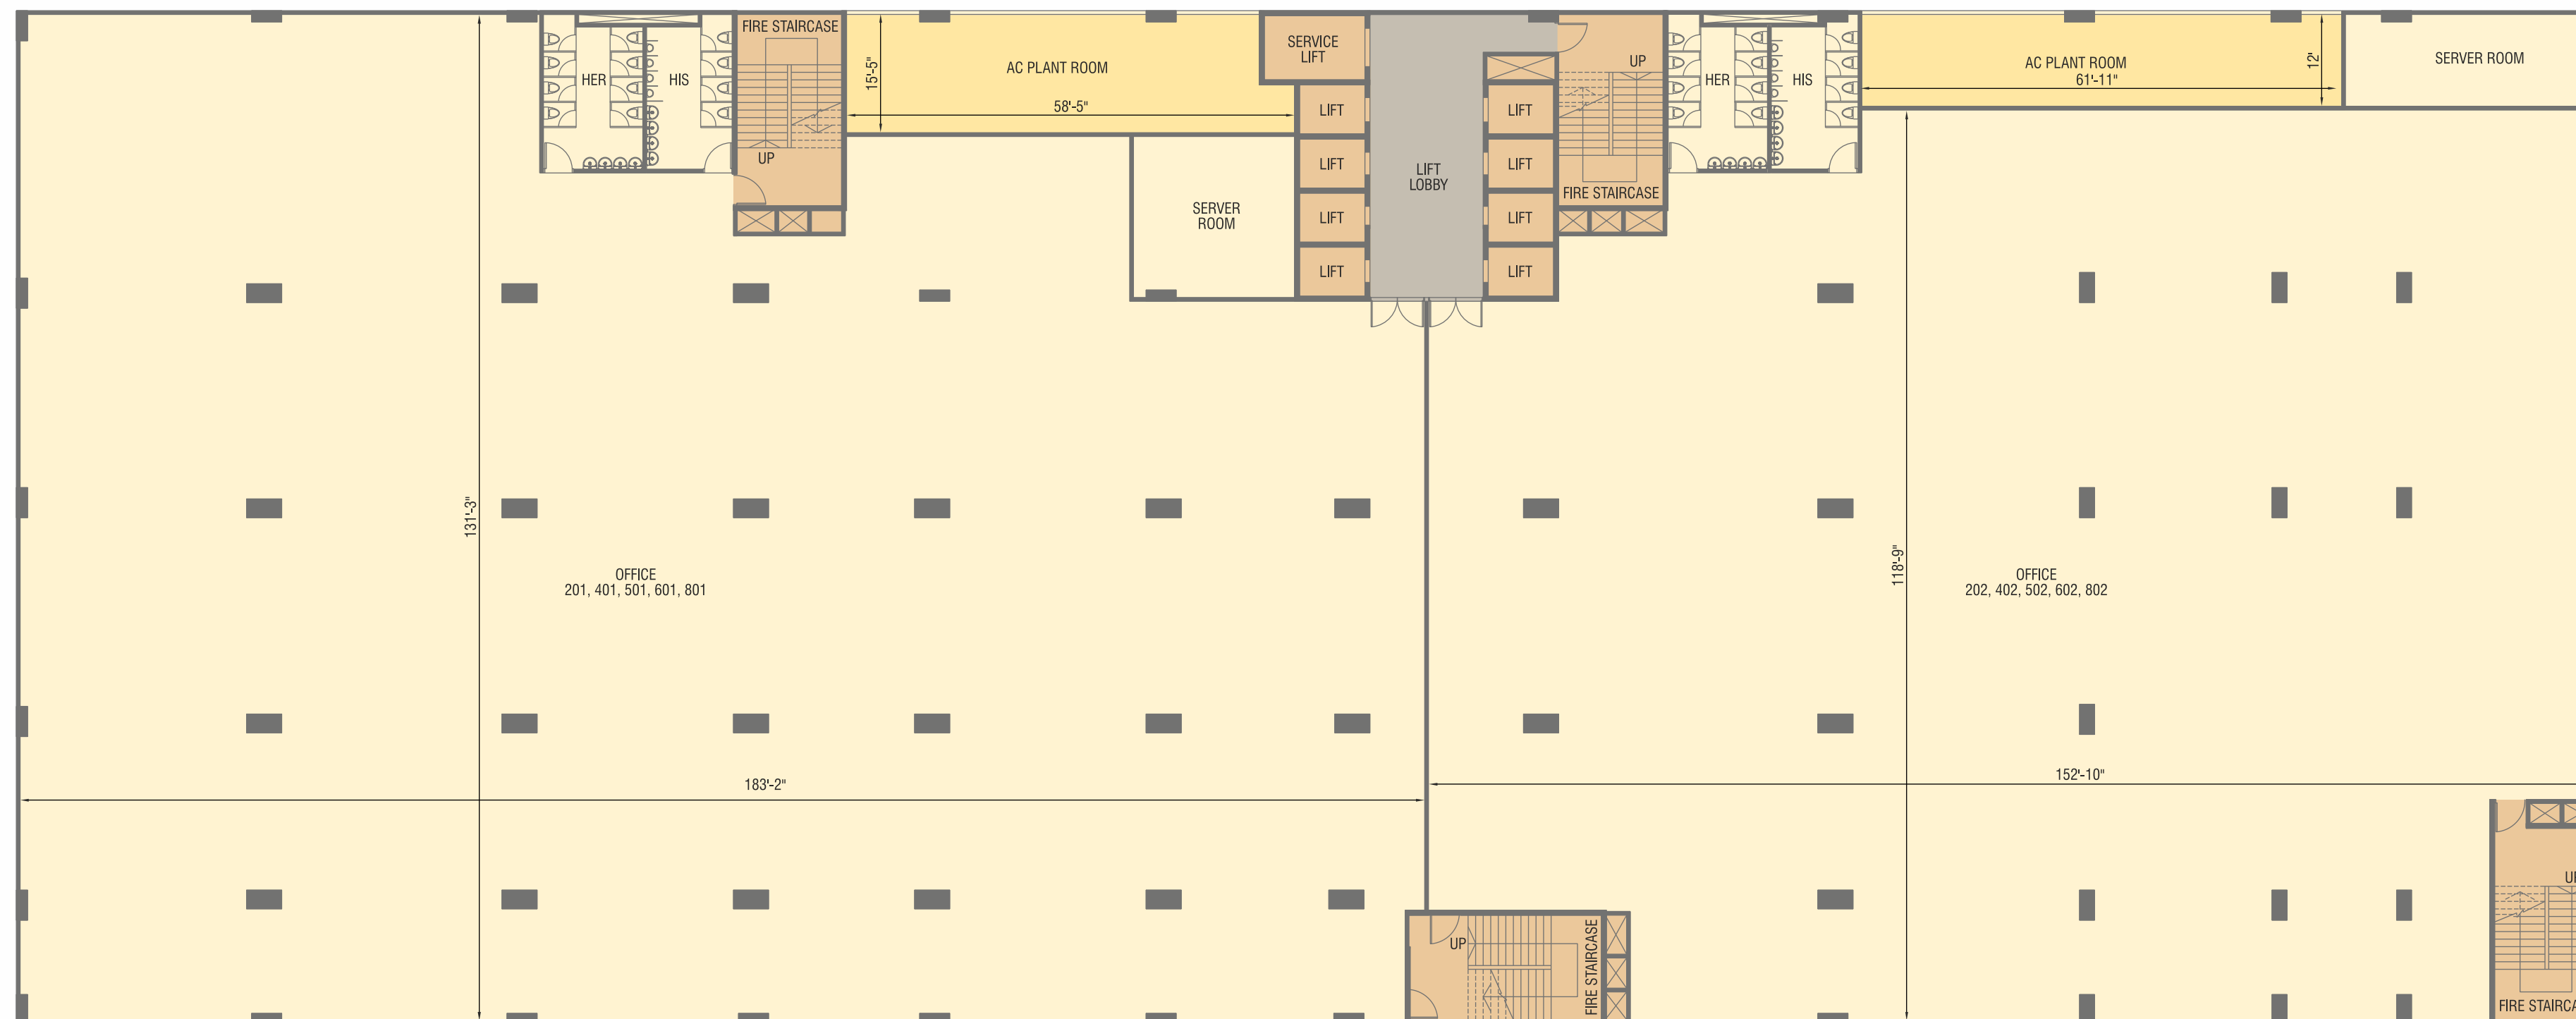 FIRE STAIRCASE
UP
HER
HIS
15'-5"
AC PLANT ROOM
58'-5"
SERVICE
LIFT
LIFT
LIFT
LIFT
LIFT
SERVER
ROOM
LIFT
LOBBY
LIFT
LIFT
LIFT
LIFT
UP
FIRE STAIRCASE
HER
HIS
AC PLANT ROOM
61'-11"
12'
SERVER ROOM
131'-3"
OFFICE
201, 401, 501, 601, 801
183'-2"
118'-9"
OFFICE
202, 402, 502, 602, 802
152'-10"
UP
FIRE STAIRCASE
FIRE